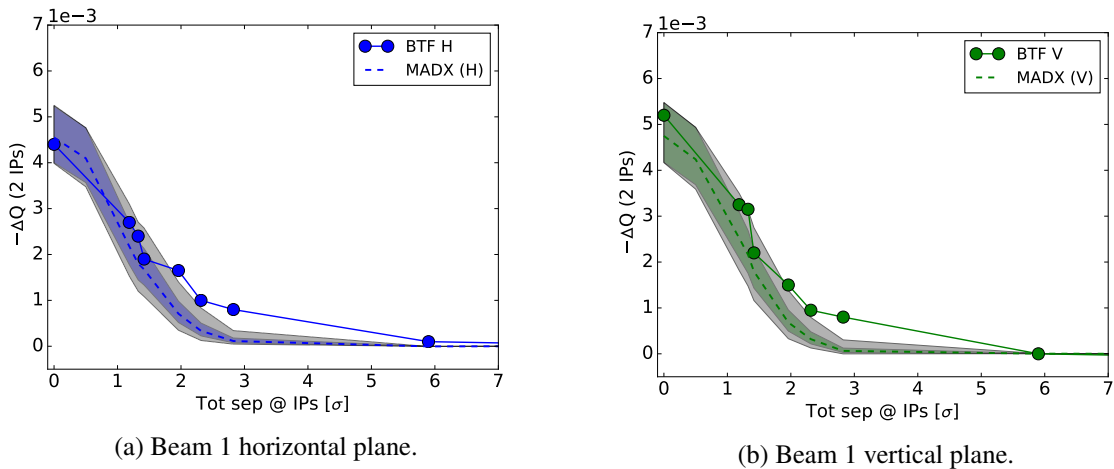 1e-3
7
6
5
4
3
2
1
0
−ΔQ (2 IPs)
BTF H
MADX (H)
0 1 2 3 4 5 6 7
Tot sep @ IPs [σ]
(a) Beam 1 horizontal plane.
1e-3
7
6
5
4
3
2
1
0
−ΔQ (2 IPs)
BTF V
MADX (V)
0 1 2 3 4 5 6 7
Tot sep @ IPs [σ]
(b) Beam 1 vertical plane.